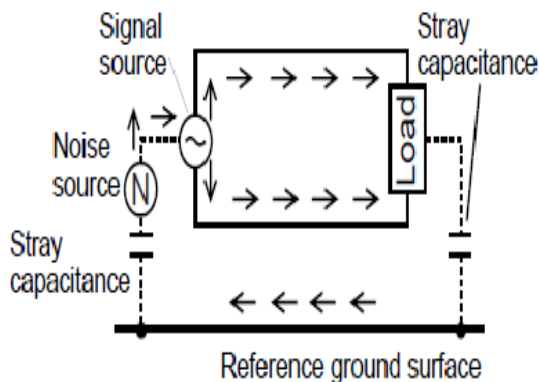 Signal
source
Stray
capacitance
Noise
source
N
Load
Stray
capacitance
Reference ground surface